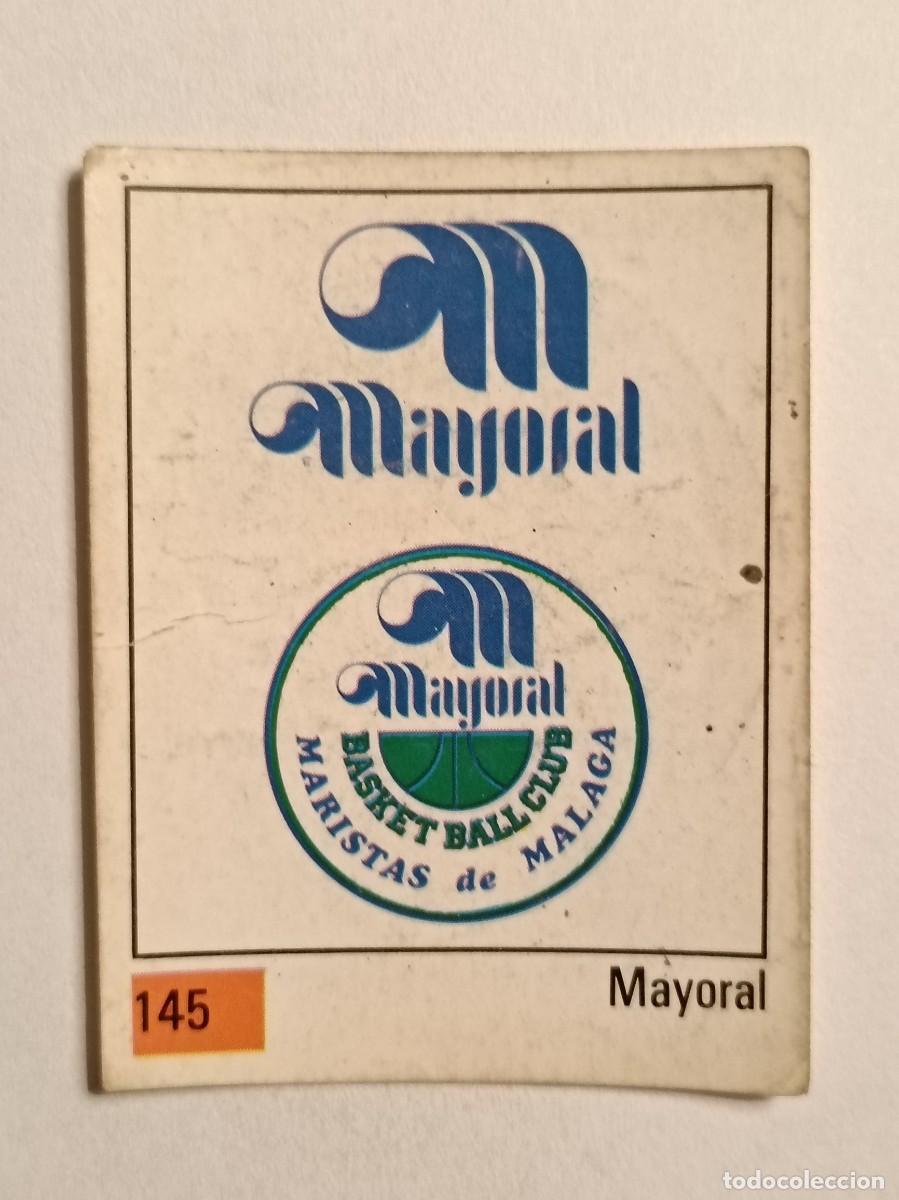 Mayoral
Mayoral
BASKET BALL CLUB
MARISTAS de MALAGA
145
Mayoral
todocoleccion